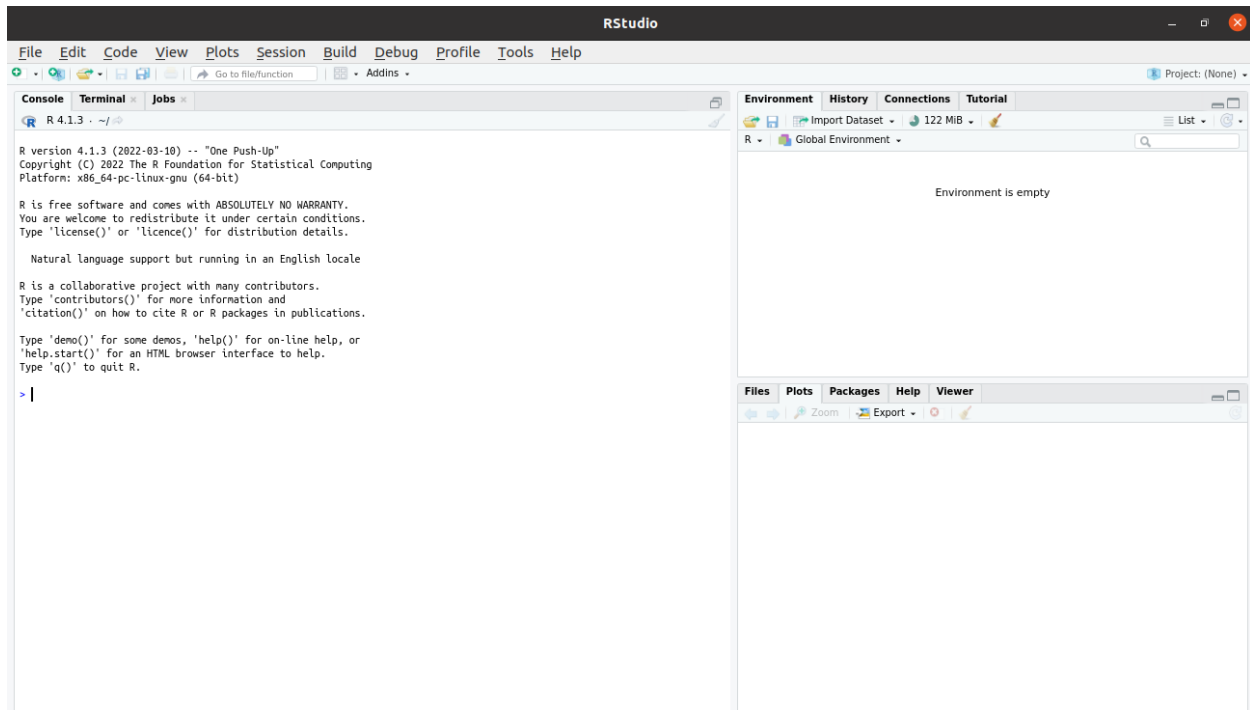 RStudio
File Edit Code View Plots Session Build Debug Profile Tools Help
Go to file/function Addins Project: (None)
Console Terminal Jobs
R 4.1.3 · ~/
R version 4.1.3 (2022-03-10) -- "One Push-Up"
Copyright (C) 2022 The R Foundation for Statistical Computing
Platform: x86_64-pc-linux-gnu (64-bit)
R is free software and comes with ABSOLUTELY NO WARRANTY.
You are welcome to redistribute it under certain conditions.
Type 'license()' or 'licence()' for distribution details.
Natural language support but running in an English locale
R is a collaborative project with many contributors.
Type 'contributors()' for more information and
'citation()' on how to cite R or R packages in publications.
Type 'demo()' for some demos, 'help()' for on-line help, or
'help.start()' for an HTML browser interface to help.
Type 'q()' to quit R.
>
Environment History Connections Tutorial
Import Dataset 122 MiB List
R Global Environment
Environment is empty
Files Plots Packages Help Viewer
Zoom Export